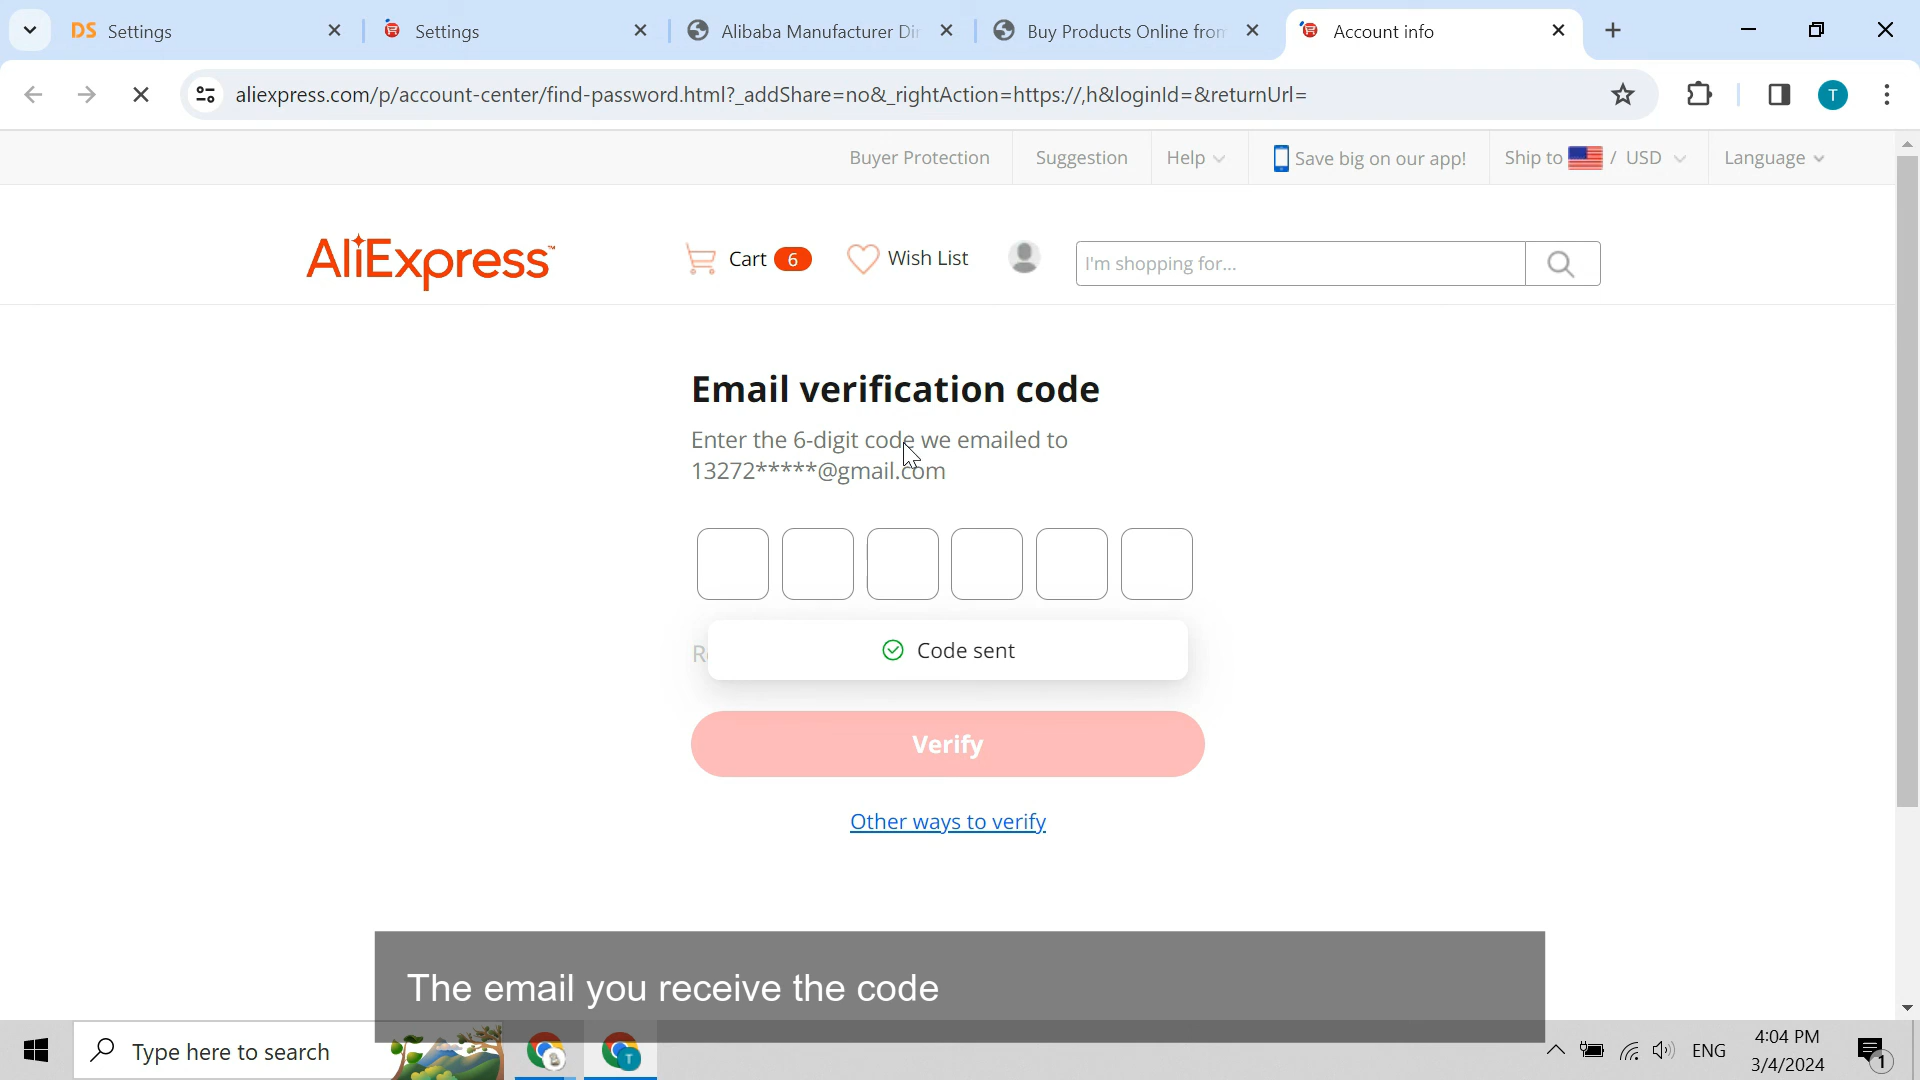 DS Settings
Settings
Alibaba Manufacturer Dir
Buy Products Online from
Account info
aliexpress.com/p/account-center/find-password.html?_addShare=no&_rightAction=https://,h&loginId=&returnUrl=
T
Buyer Protection
Suggestion
Help
Save big on our app!
Ship to / USD
Language
AliExpress™
Cart 6
Wish List
I'm shopping for...
Email verification code
Enter the 6-digit code we emailed to
13272*****@gmail.com
Code sent
Verify
Other ways to verify
The email you receive the code
Type here to search
T
ENG
4:04 PM
3/4/2024
1